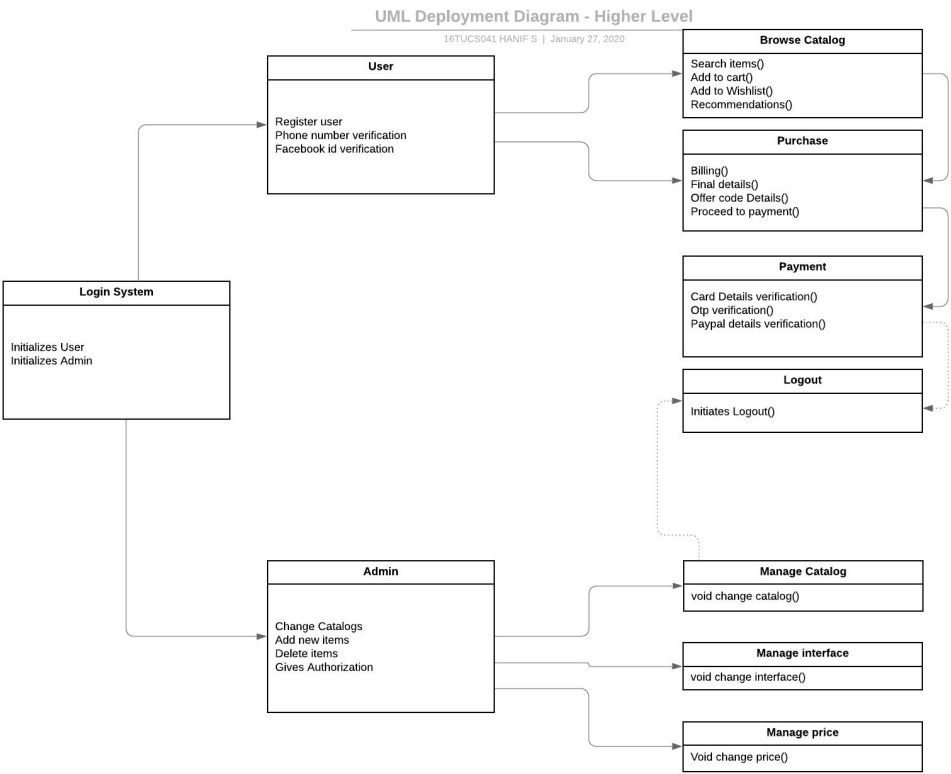 UML Deployment Diagram - Higher Level
16TUCS041 HANIF S | January 27, 2020
User
Register user
Phone number verification
Facebook id verification
Browse Catalog
Search items()
Add to cart()
Add to Wishlist()
Recommendations()
Purchase
Billing()
Final details()
Offer code Details()
Proceed to payment()
Login System
Initializes User
Initializes Admin
Payment
Card Details verification()
Otp verification()
Paypal details verification()
Logout
Initiates Logout()
Admin
Change Catalogs
Add new items
Delete items
Gives Authorization
Manage Catalog
void change catalog()
Manage interface
void change interface()
Manage price
Void change price()